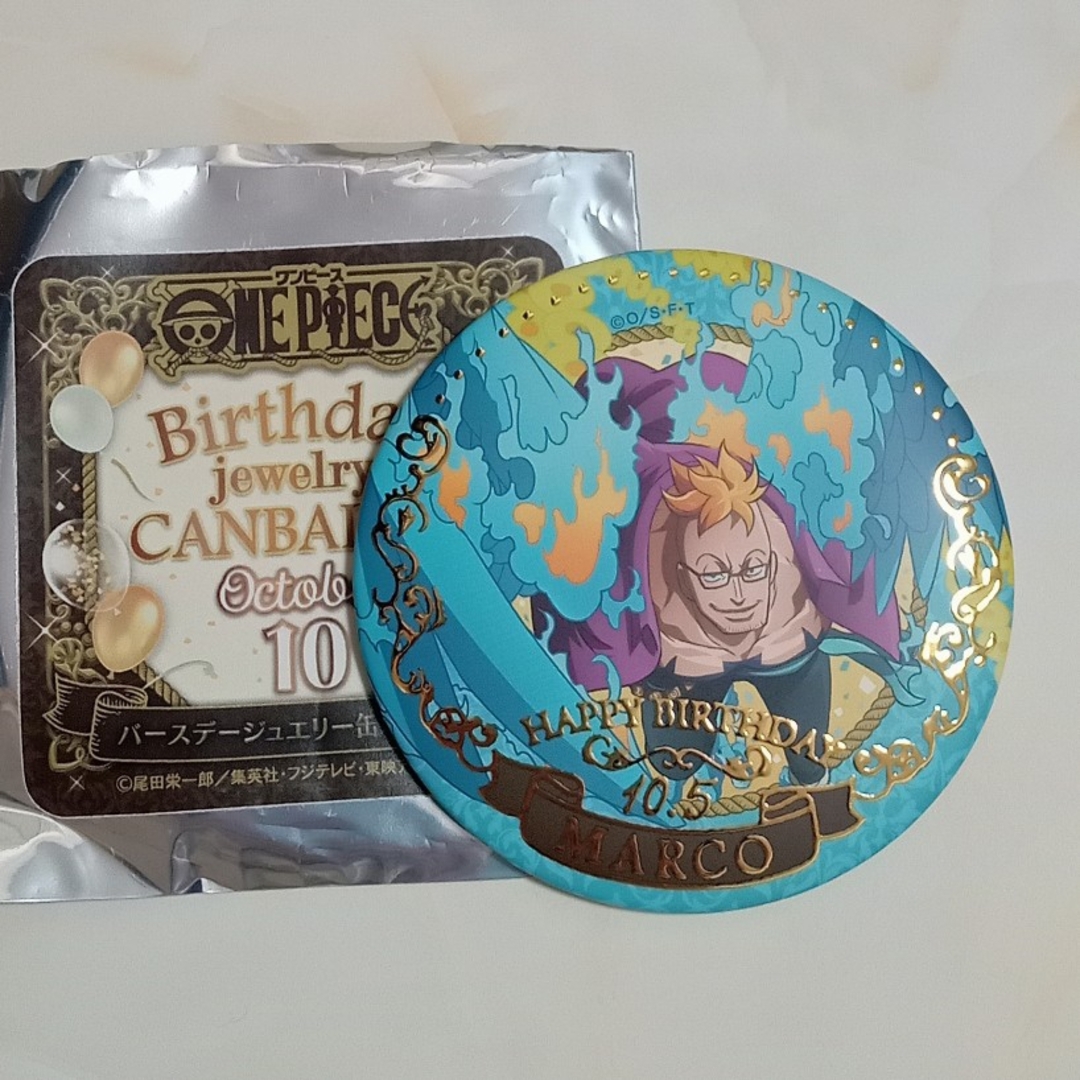 ワンピース
ONE PIECE
Birthda
jewelry
CANBA
Octob
10
バースデージュエリー缶
©尾田栄一郎／集英社・フジテレビ・東映
©O/S・F・T
HAPPY BIRTHDAY
10.5
MARCO